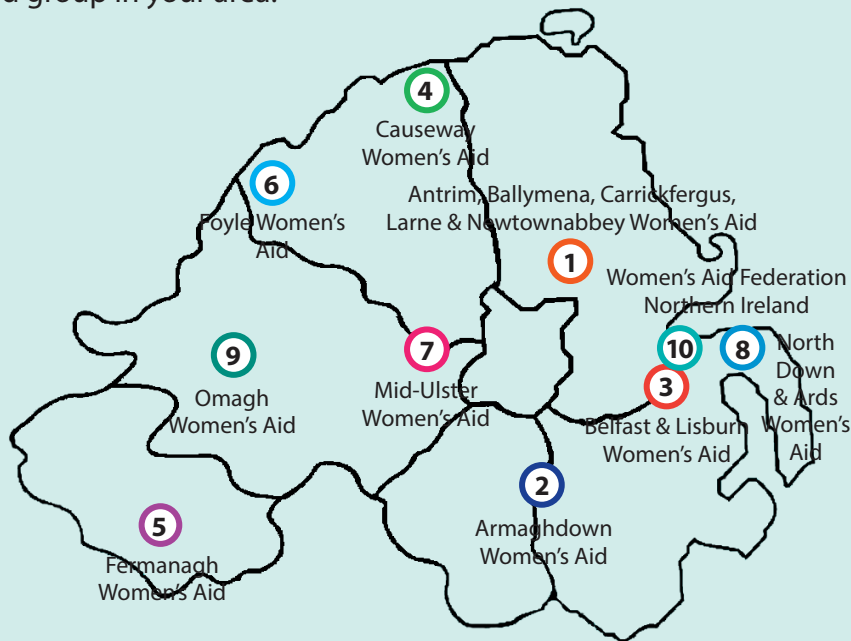 a group in your area.
4
Causeway
Women's Aid
6
Foyle Women's
Aid
Antrim, Ballymena, Carrickfergus,
Larne & Newtownabbey Women's Aid
1
Women's Aid Federation
Northern Ireland
10
8
North
Down
& Ards
Women's
Aid
9
Omagh
Women's Aid
7
Mid-Ulster
Women's Aid
3
Belfast & Lisburn
Women's Aid
2
Armaghdown
Women's Aid
5
Fermanagh
Women's Aid